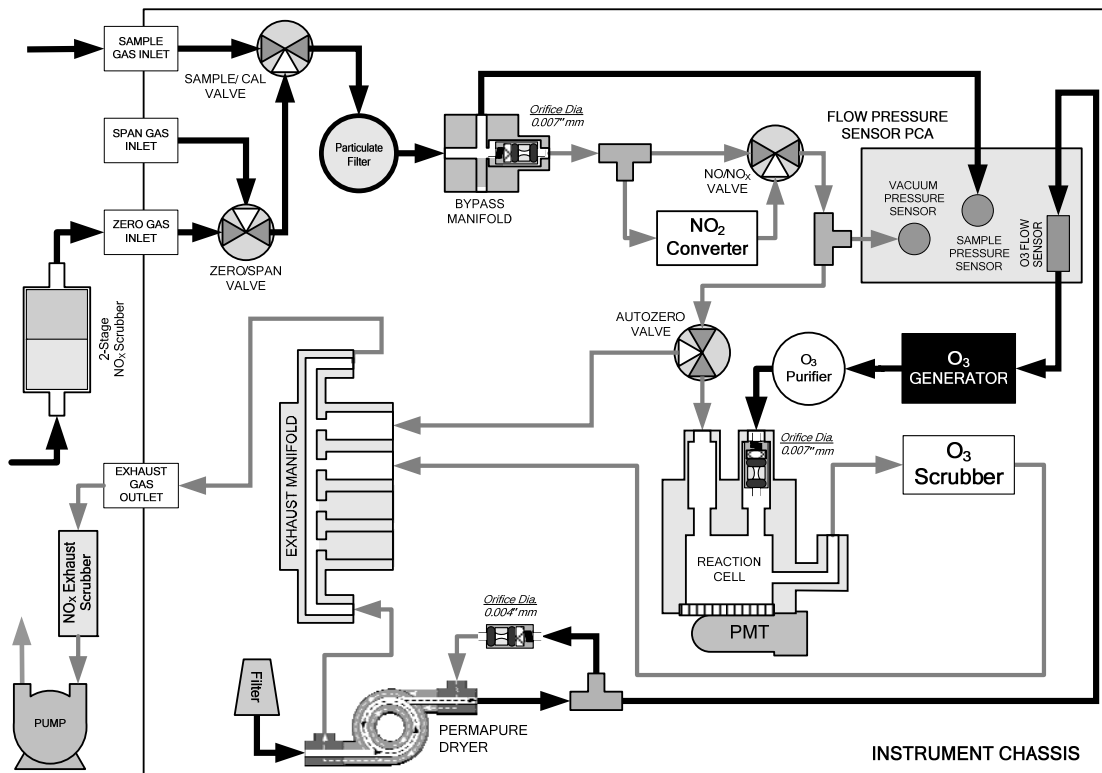 SAMPLE
GAS INLET
SAMPLE/ CAL
VALVE
SPAN GAS
INLET
ZERO GAS
INLET
ZERO/SPAN
VALVE
2-Stage
NOx Scrubber
Particulate
Filter
BYPASS
MANIFOLD
Orifice Dia.
0.007" mm
NO/NOx
VALVE
NO2
Converter
FLOW PRESSURE
SENSOR PCA
VACUUM
PRESSURE
SENSOR
SAMPLE
PRESSURE
SENSOR
O3 FLOW
SENSOR
AUTOZERO
VALVE
O3
Purifier
O3
GENERATOR
Orifice Dia.
0.007" mm
O3
Scrubber
EXHAUST
GAS
OUTLET
EXHAUST MANIFOLD
REACTION
CELL
PMT
NOx Exhaust
Scrubber
PUMP
Filter
Orifice Dia.
0.004" mm
PERMAPURE
DRYER
INSTRUMENT CHASSIS